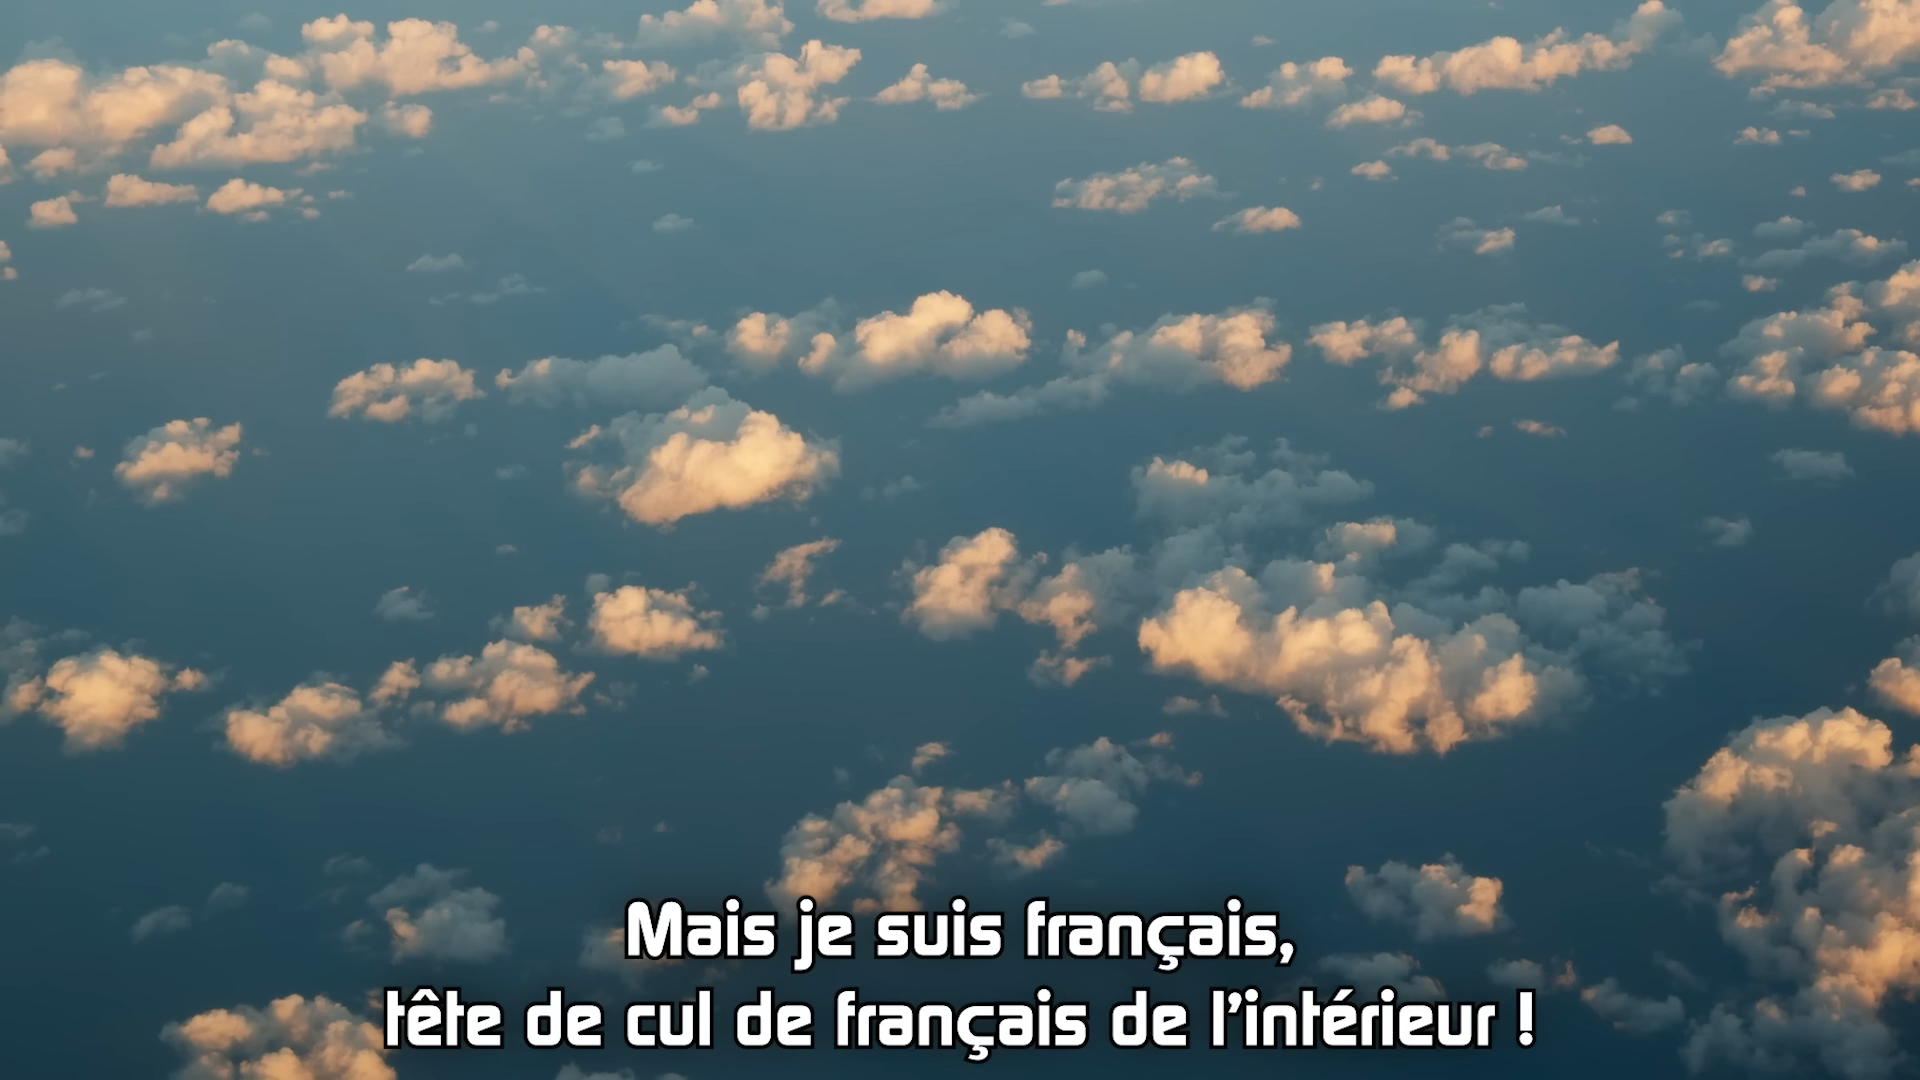 Mais je suis français,
tête de cul de français de l’intérieur !